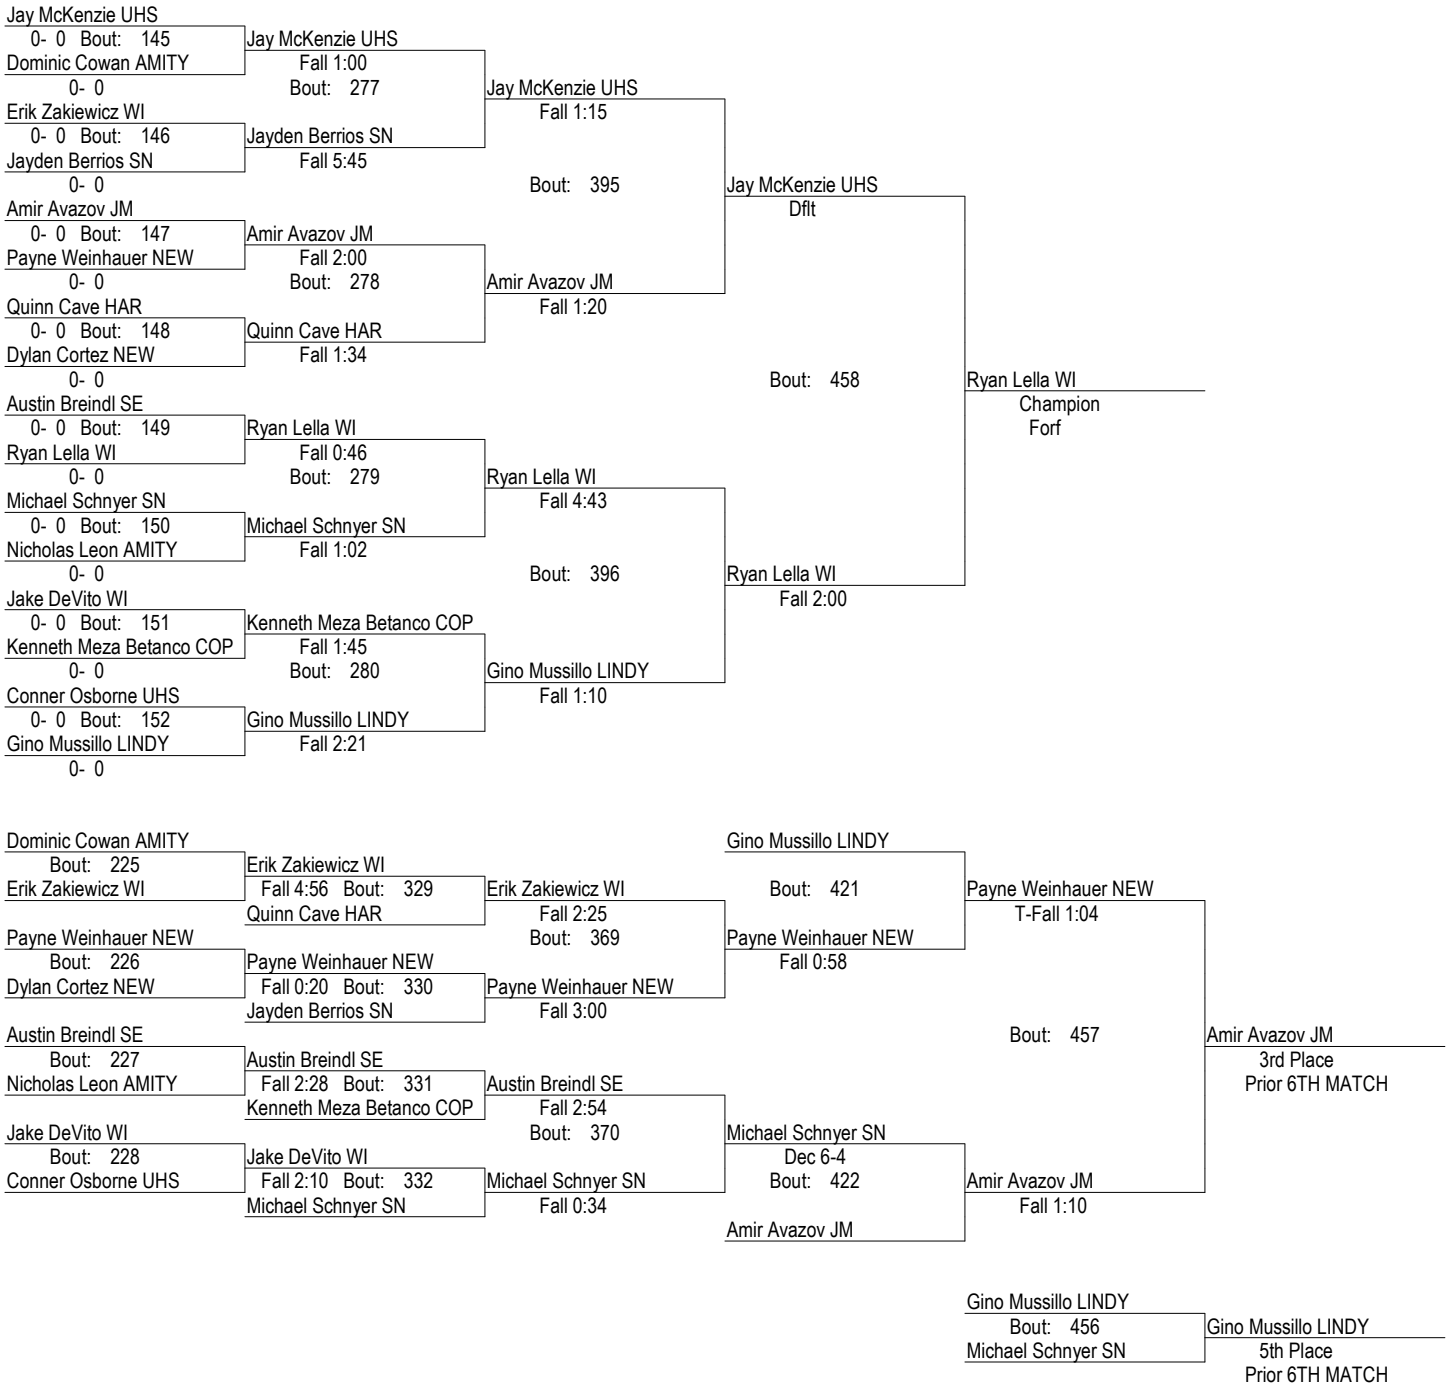 Jay McKenzie UHS
0- 0 Bout: 145 Jay McKenzie UHS
Dominic Cowan AMITY Fall 1:00
0- 0 Bout: 277 Jay McKenzie UHS
Erik Zakiewicz WI Fall 1:15
0- 0 Bout: 146 Jayden Berrios SN
Jayden Berrios SN Fall 5:45
0- 0 Bout: 395 Jay McKenzie UHS
Amir Avazov JM Dflt
0- 0 Bout: 147 Amir Avazov JM
Payne Weinhauer NEW Fall 2:00
0- 0 Bout: 278 Amir Avazov JM
Quinn Cave HAR Fall 1:20
0- 0 Bout: 148 Quinn Cave HAR
Dylan Cortez NEW Fall 1:34
0- 0 Bout: 458 Ryan Lella WI
Austin Breindl SE Champion
0- 0 Bout: 149 Ryan Lella WI Forf
Ryan Lella WI Fall 0:46
0- 0 Bout: 279 Ryan Lella WI
Michael Schnyer SN Fall 4:43
0- 0 Bout: 150 Michael Schnyer SN
Nicholas Leon AMITY Fall 1:02
0- 0 Bout: 396 Ryan Lella WI
Jake DeVito WI Fall 2:00
0- 0 Bout: 151 Kenneth Meza Betanco COP
Kenneth Meza Betanco COP Fall 1:45
0- 0 Bout: 280 Gino Mussillo LINDY
Conner Osborne UHS Fall 1:10
0- 0 Bout: 152 Gino Mussillo LINDY
Gino Mussillo LINDY Fall 2:21
0- 0
Dominic Cowan AMITY Gino Mussillo LINDY
Bout: 225 Erik Zakiewicz WI
Erik Zakiewicz WI Fall 4:56 Bout: 329 Erik Zakiewicz WI Bout: 421 Payne Weinhauer NEW
Quinn Cave HAR Fall 2:25 T-Fall 1:04
Payne Weinhauer NEW Bout: 369 Payne Weinhauer NEW
Bout: 226 Payne Weinhauer NEW Fall 0:58
Dylan Cortez NEW Fall 0:20 Bout: 330 Payne Weinhauer NEW
Jayden Berrios SN Fall 3:00
Austin Breindl SE Bout: 457 Amir Avazov JM
Bout: 227 Austin Breindl SE 3rd Place
Nicholas Leon AMITY Fall 2:28 Bout: 331 Austin Breindl SE Prior 6TH MATCH
Kenneth Meza Betanco COP Fall 2:54
Jake DeVito WI Bout: 370 Michael Schnyer SN
Bout: 228 Jake DeVito WI Dec 6-4
Conner Osborne UHS Fall 2:10 Bout: 332 Michael Schnyer SN Bout: 422 Amir Avazov JM
Michael Schnyer SN Fall 0:34 Fall 1:10
Amir Avazov JM
Gino Mussillo LINDY
Bout: 456 Gino Mussillo LINDY
Michael Schnyer SN 5th Place
Prior 6TH MATCH